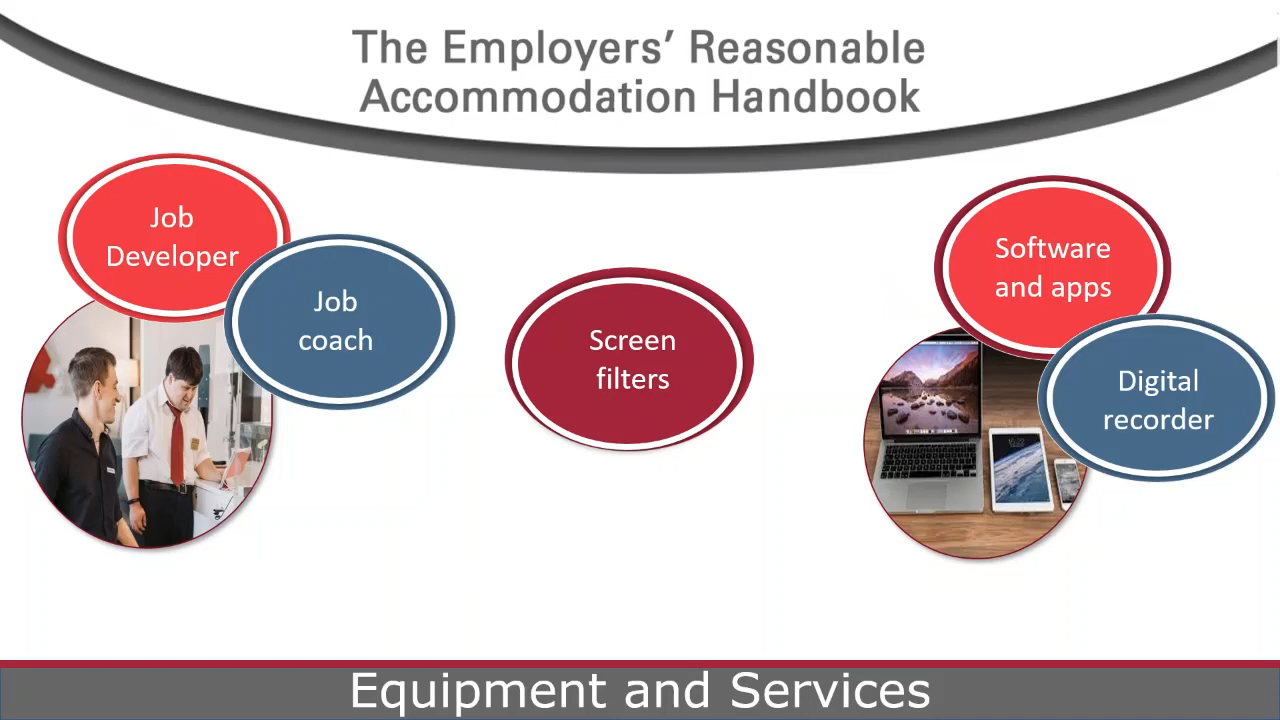 The Employers’ Reasonable
Accommodation Handbook
Job
Developer
Job
coach
Screen
filters
Software
and apps
Digital
recorder
Equipment and Services